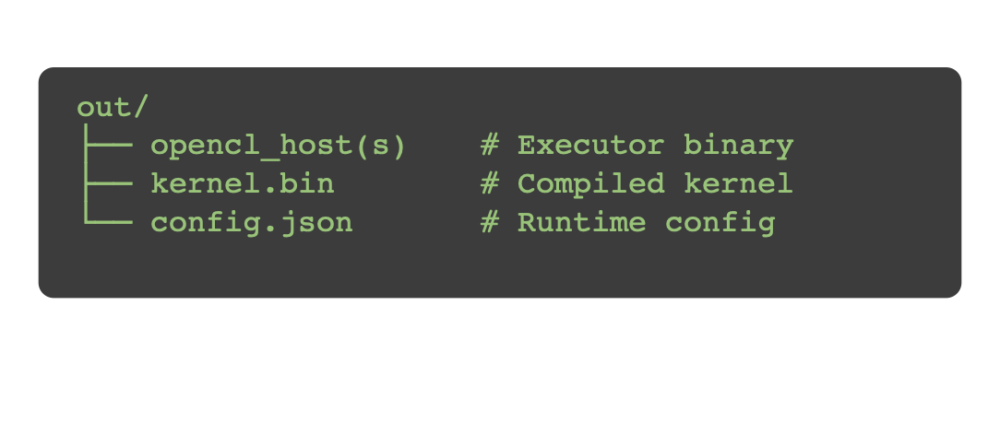 out/
├── opencl_host(s)    # Executor binary
├── kernel.bin        # Compiled kernel
└── config.json       # Runtime config